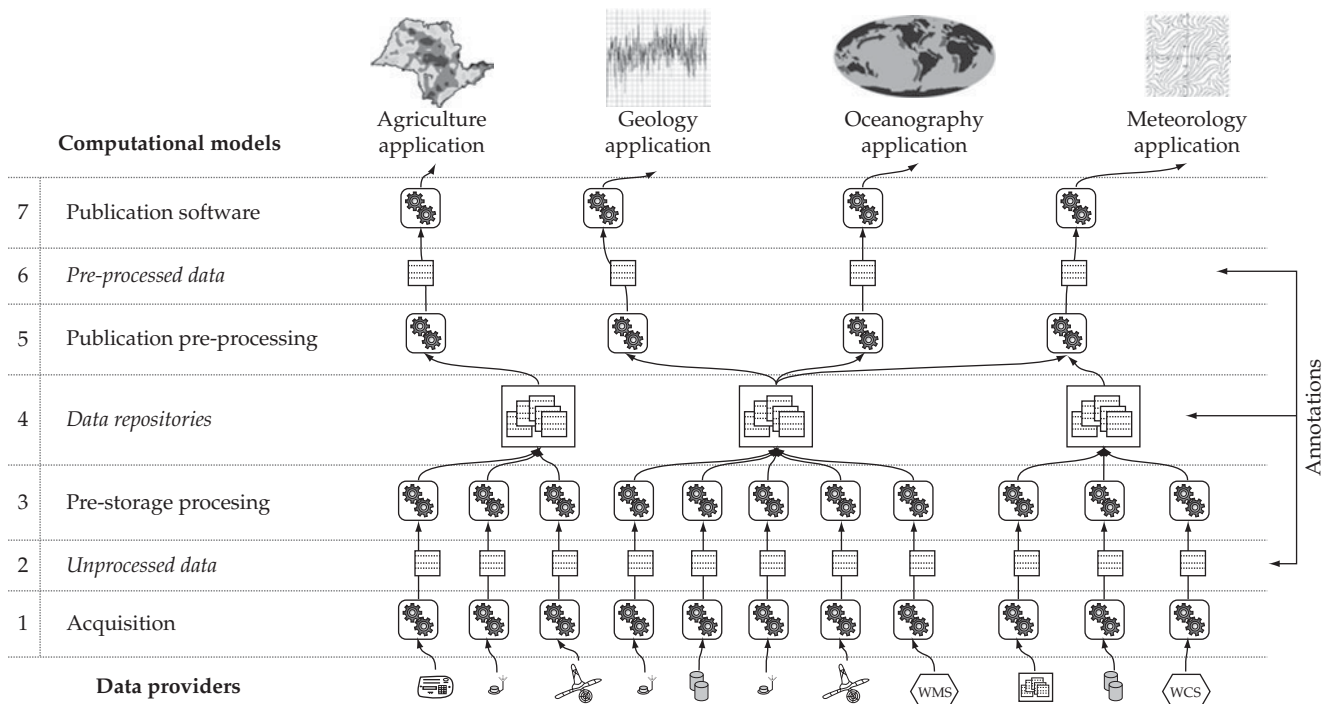 Agriculture
application
Geology
application
Oceanography
application
Meteorology
application
Computational models
7 Publication software
6 Pre-processed data
5 Publication pre-processing
4 Data repositories
3 Pre-storage procesing
2 Unprocessed data
1 Acquisition
Data providers
WMS
WCS
Annotations